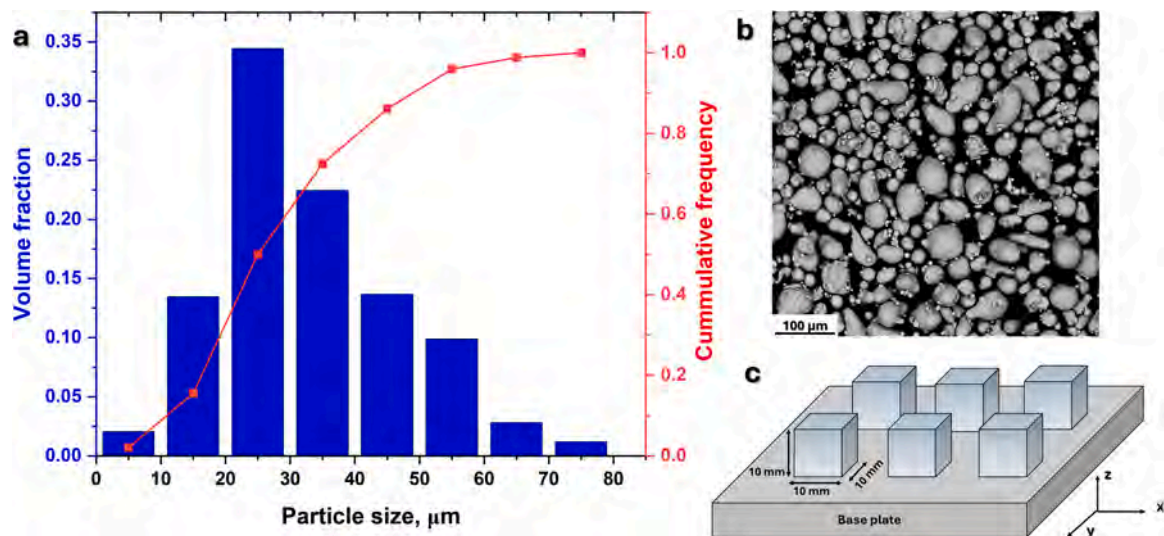 a
Volume fraction
0.35
0.30
0.25
0.20
0.15
0.10
0.05
0.00
0 10 20 30 40 50 60 70 80
Particle size, μm
1.0
0.8
0.6
0.4
0.2
0.0
Cummulative frequency
b
100 μm
c
10 mm
10 mm
10 mm
Base plate
z
x
y